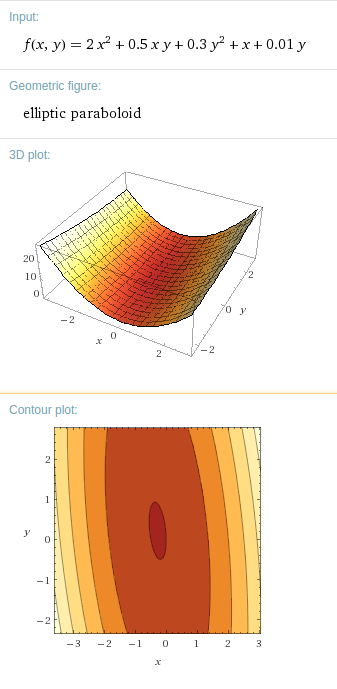 Input:
f(x, y) = 2 x² + 0.5 x y + 0.3 y² + x + 0.01 y
Geometric figure:
elliptic paraboloid
3D plot:
20
10
0
−2
0
2
x
2
0
−2
y
Contour plot:
2
1
0
−1
−2
y
−3 −2 −1 0 1 2 3
x